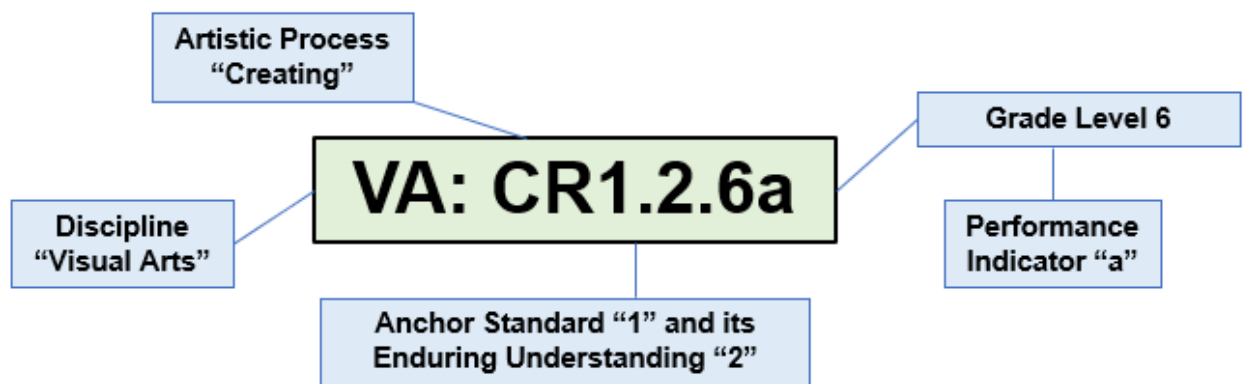 Artistic Process
“Creating”
Grade Level 6
VA: CR1.2.6a
Discipline
“Visual Arts”
Performance
Indicator “a”
Anchor Standard “1” and its
Enduring Understanding “2”